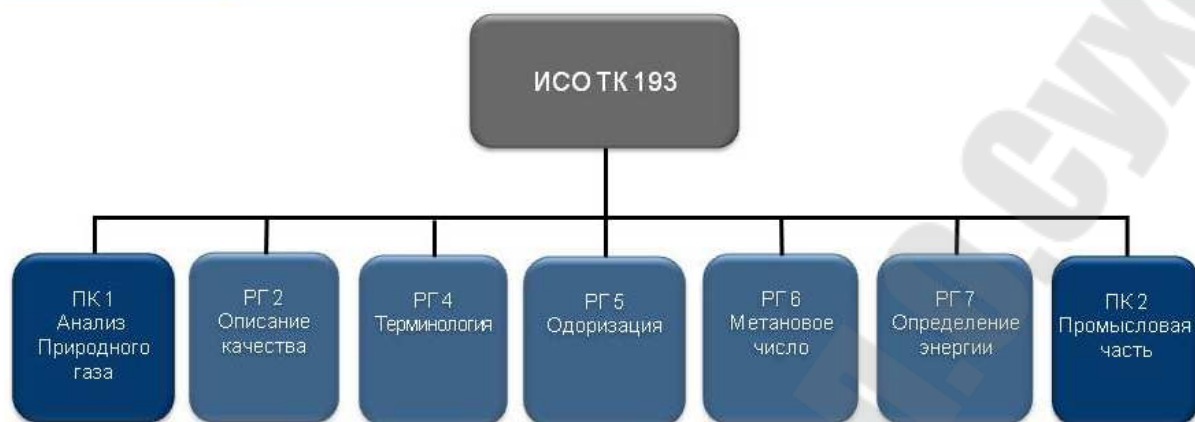 ИСО ТК 193
ПК 1
Анализ
Природного
газа
РГ 2
Описание
качества
РГ 4
Терминология
РГ 5
Одоризация
РГ 6
Метановое
число
РГ 7
Определение
энергии
ПК 2
Промысловая
часть